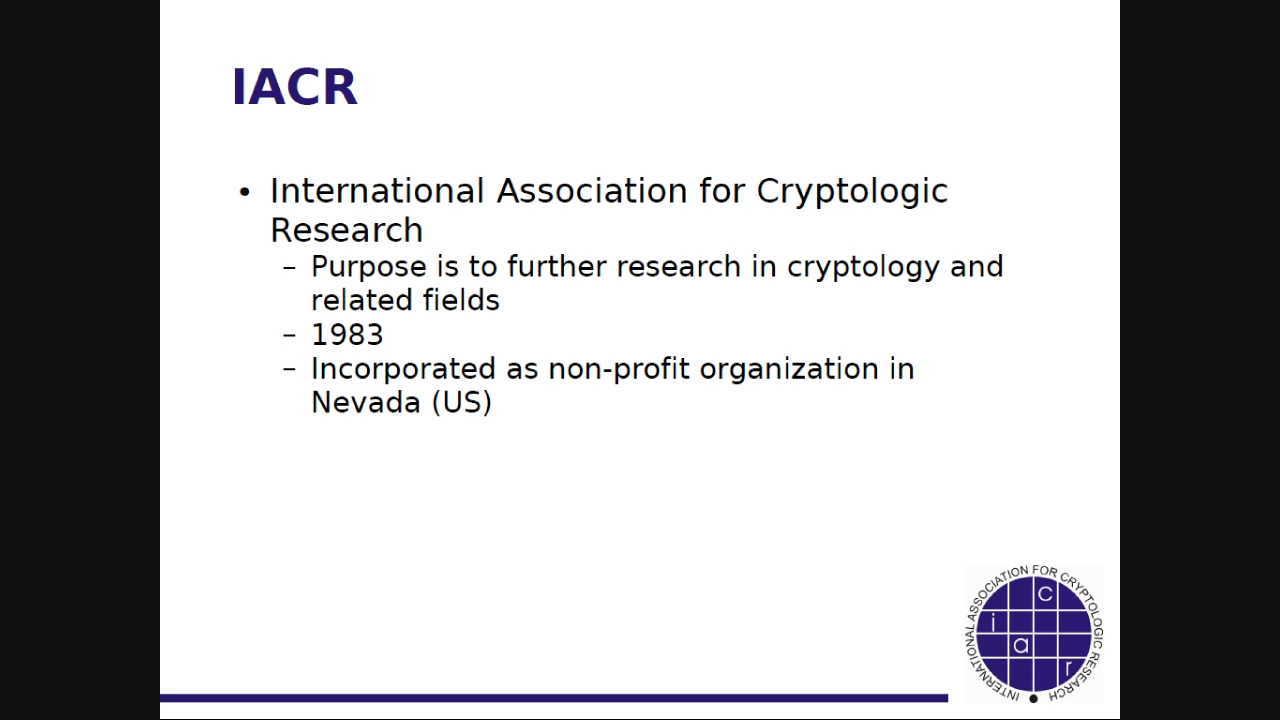 IACR
• International Association for Cryptologic
Research
– Purpose is to further research in cryptology and
related fields
– 1983
– Incorporated as non-profit organization in
Nevada (US)
INTERNATIONAL ASSOCIATION FOR CRYPTOLOGIC RESEARCH
c
i
a
r